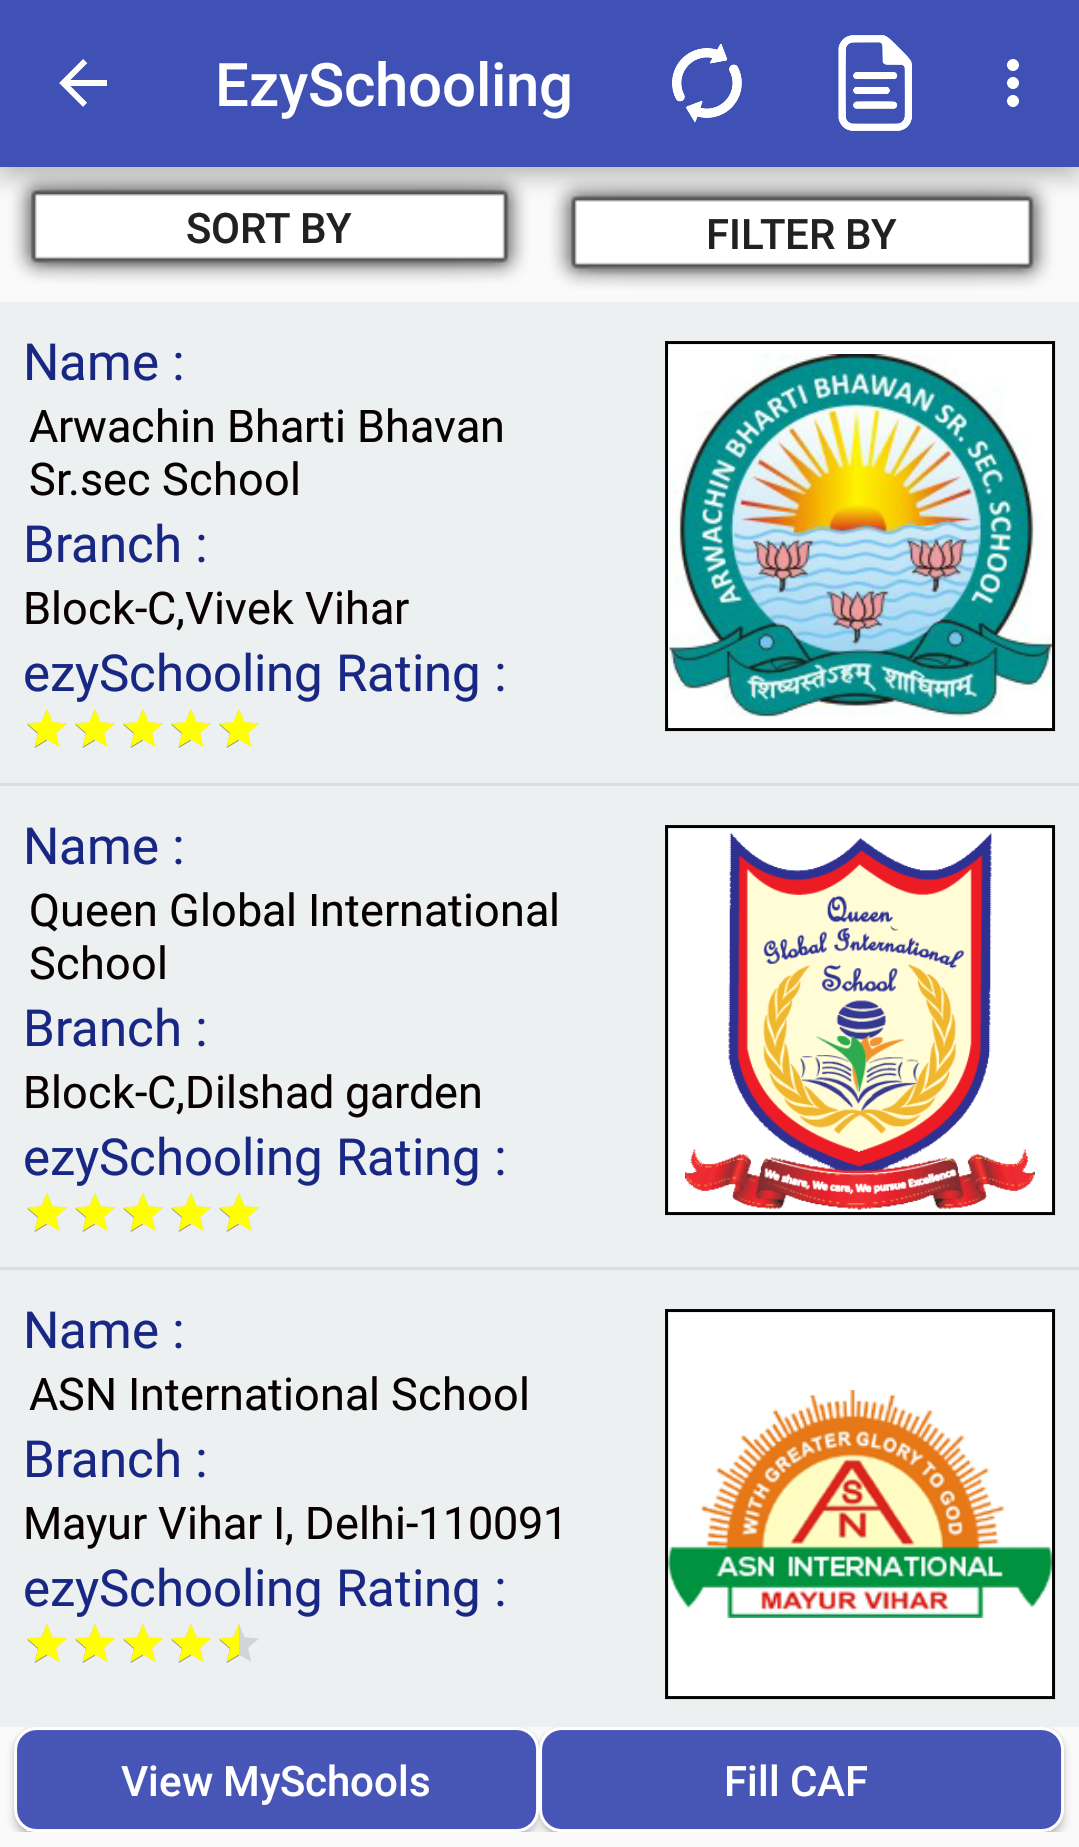 EzySchooling
SORT BY
FILTER BY
Name :
Arwachin Bharti Bhavan
Sr.sec School
Branch :
Block-C,Vivek Vihar
ezySchooling Rating :
ARWACHIN BHARTI BHAWAN SR. SEC. SCHOOL
शिष्यस्तेऽहम् शाधिमाम्
Name :
Queen Global International
School
Branch :
Block-C,Dilshad garden
ezySchooling Rating :
Queen
Global International
School
We share, We care, We pursue Excellence
Name :
ASN International School
Branch :
Mayur Vihar I, Delhi-110091
ezySchooling Rating :
WITH GREATER GLORY TO GOD
ASN
ASN INTERNATIONAL
MAYUR VIHAR
View MySchools
Fill CAF